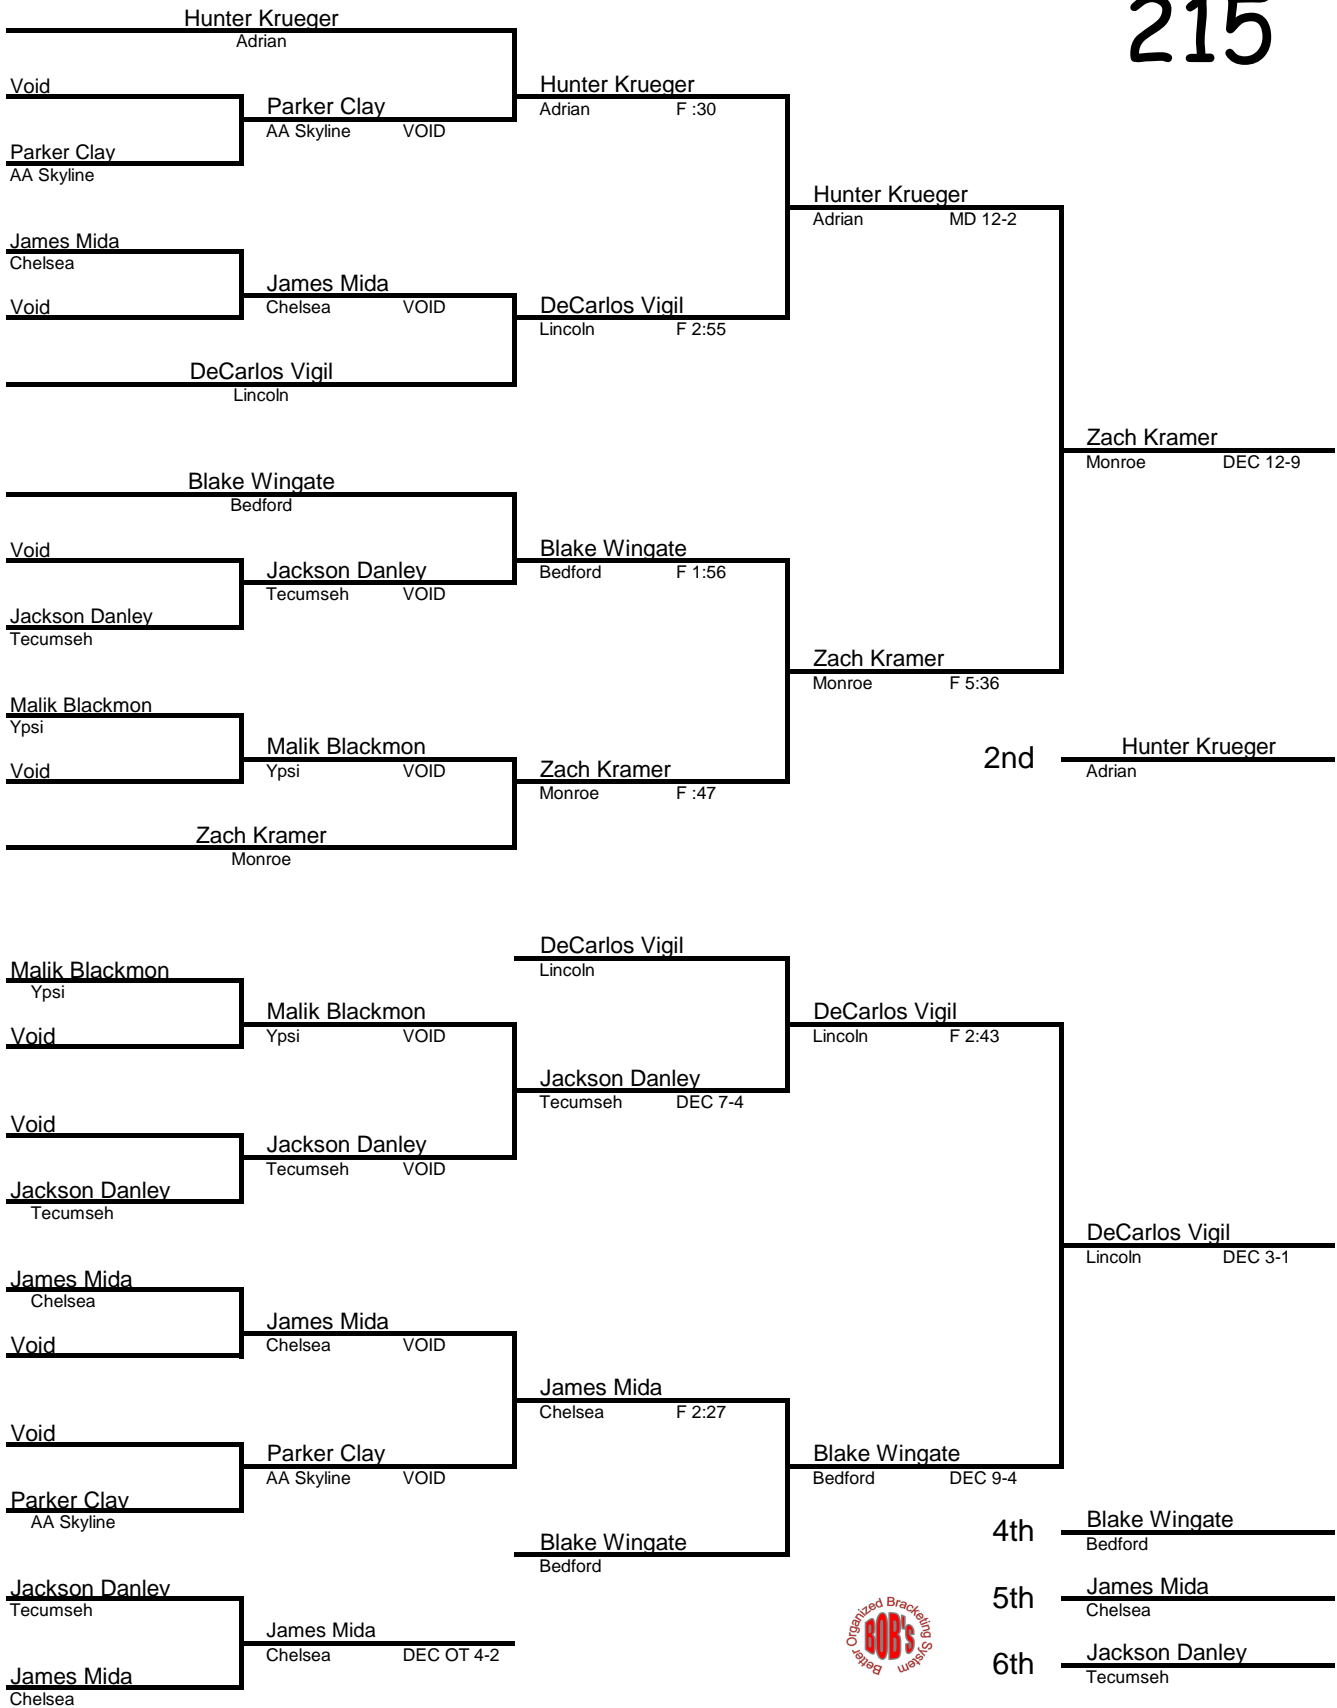 215
Hunter Krueger
Adrian
Void
Parker Clay
AA Skyline VOID
Parker Clay
AA Skyline
Hunter Krueger
Adrian F :30
James Mida
Chelsea
James Mida
Chelsea VOID
Void
DeCarlos Vigil
Lincoln F 2:55
DeCarlos Vigil
Lincoln
Hunter Krueger
Adrian MD 12-2
Blake Wingate
Bedford
Void
Jackson Danley
Tecumseh VOID
Jackson Danley
Tecumseh
Blake Wingate
Bedford F 1:56
Malik Blackmon
Ypsi
Malik Blackmon
Ypsi VOID
Void
Zach Kramer
Monroe F :47
Zach Kramer
Monroe
Zach Kramer
Monroe F 5:36
Zach Kramer
Monroe DEC 12-9
2nd Hunter Krueger
Adrian
Malik Blackmon
Ypsi
Void
Malik Blackmon
Ypsi VOID
Void
Jackson Danley
Tecumseh
Jackson Danley
Tecumseh VOID
DeCarlos Vigil
Lincoln
Jackson Danley
Tecumseh DEC 7-4
DeCarlos Vigil
Lincoln F 2:43
James Mida
Chelsea
Void
James Mida
Chelsea VOID
Void
Parker Clay
AA Skyline
Parker Clay
AA Skyline VOID
James Mida
Chelsea F 2:27
Blake Wingate
Bedford
Blake Wingate
Bedford DEC 9-4
DeCarlos Vigil
Lincoln DEC 3-1
Jackson Danley
Tecumseh
James Mida
Chelsea
James Mida
Chelsea DEC OT 4-2
4th Blake Wingate
Bedford
5th James Mida
Chelsea
6th Jackson Danley
Tecumseh
Better Organized Bracketing System
BOB's